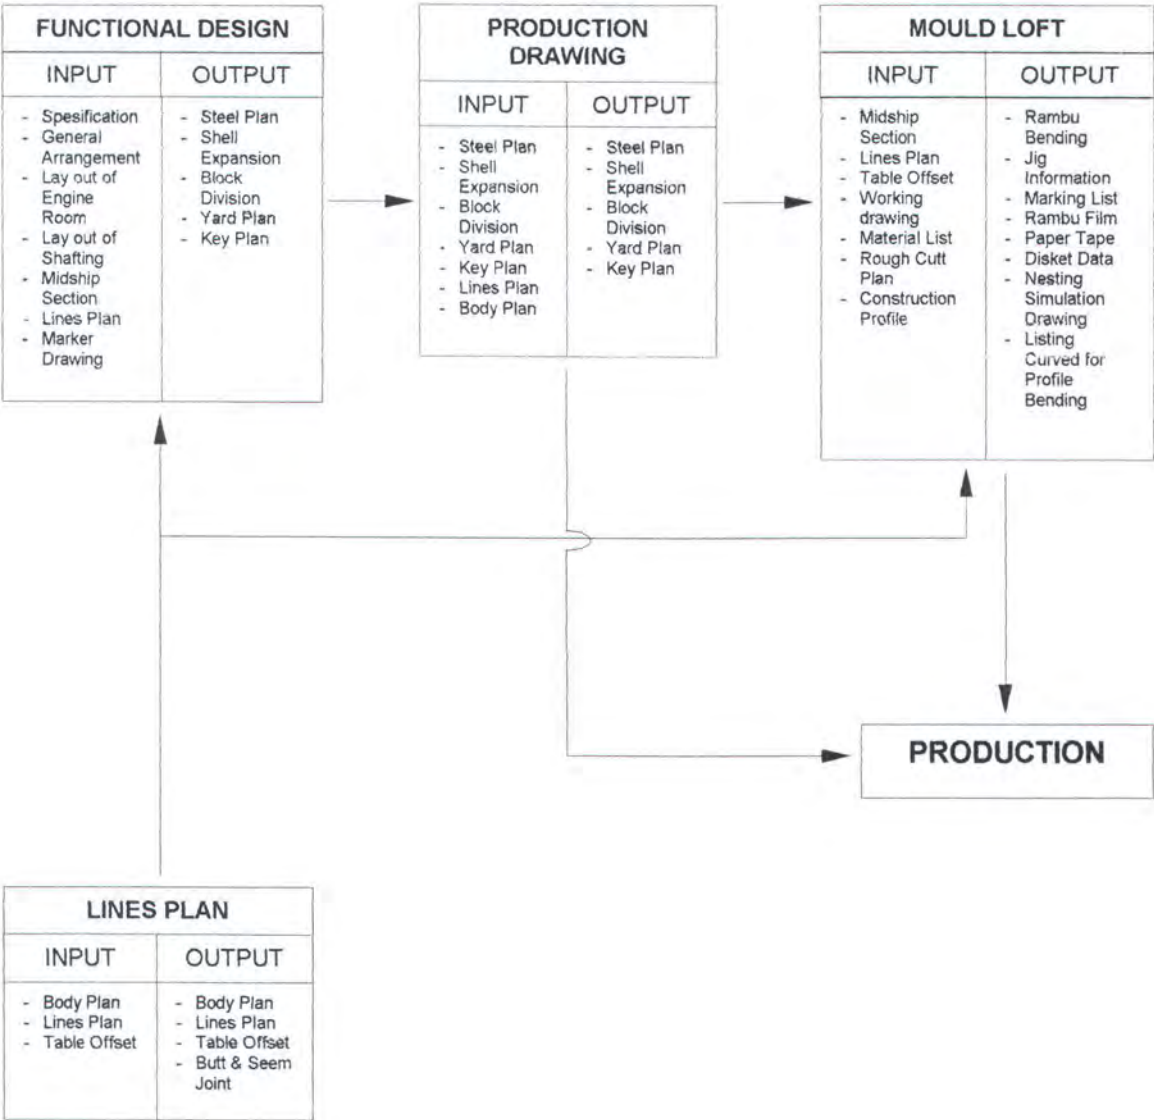 FUNCTIONAL DESIGN
INPUT
- Spesification
- General
Arrangement
- Lay out of
Engine
Room
- Lay out of
Shafting
- Midship
Section
- Lines Plan
- Marker
Drawing
OUTPUT
- Steel Plan
- Shell
Expansion
- Block
Division
- Yard Plan
- Key Plan
PRODUCTION
DRAWING
INPUT
- Steel Plan
- Shell
Expansion
- Block
Division
- Yard Plan
- Key Plan
- Lines Plan
- Body Plan
OUTPUT
- Steel Plan
- Shell
Expansion
- Block
Division
- Yard Plan
- Key Plan
MOULD LOFT
INPUT
- Midship
Section
- Lines Plan
- Table Offset
- Working
drawing
- Material List
- Rough Cutt
Plan
- Construction
Profile
OUTPUT
- Rambu
Bending
- Jig
Information
- Marking List
- Rambu Film
- Paper Tape
- Disket Data
- Nesting
Simulation
Drawing
- Listing
Curved for
Profile
Bending
PRODUCTION
LINES PLAN
INPUT
- Body Plan
- Lines Plan
- Table Offset
OUTPUT
- Body Plan
- Lines Plan
- Table Offset
- Butt & Seem
Joint